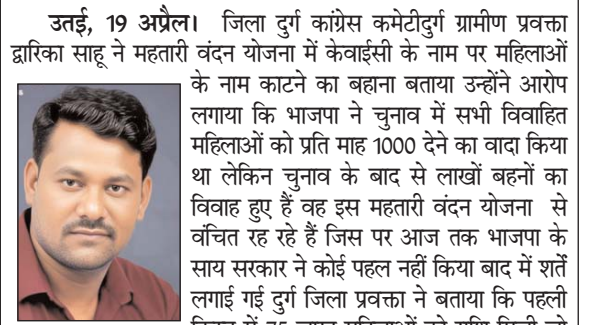 उतई, 19 अप्रैल। जिला दुर्ग कांग्रेस कमेटीदुर्ग ग्रामीण प्रवक्ता
द्वारिका साहू ने महतारी वंदन योजना में केवाईसी के नाम पर महिलाओं
के नाम काटने का बहाना बताया उन्होंने आरोप
लगाया कि भाजपा ने चुनाव में सभी विवाहित
महिलाओं को प्रति माह 1000 देने का वादा किया
था लेकिन चुनाव के बाद से लाखों बहनों का
विवाह हुए हैं वह इस महतारी वंदन योजना से
वंचित रह रहे हैं जिस पर आज तक भाजपा के
साय सरकार ने कोई पहल नहीं किया बाद में शर्तें
लगाई गई दुर्ग जिला प्रवक्ता ने बताया कि पहली